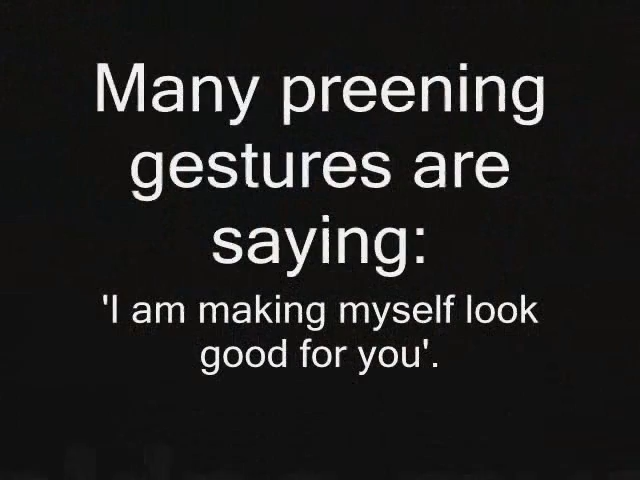 Many preening
gestures are
saying:
'I am making myself look
good for you'.